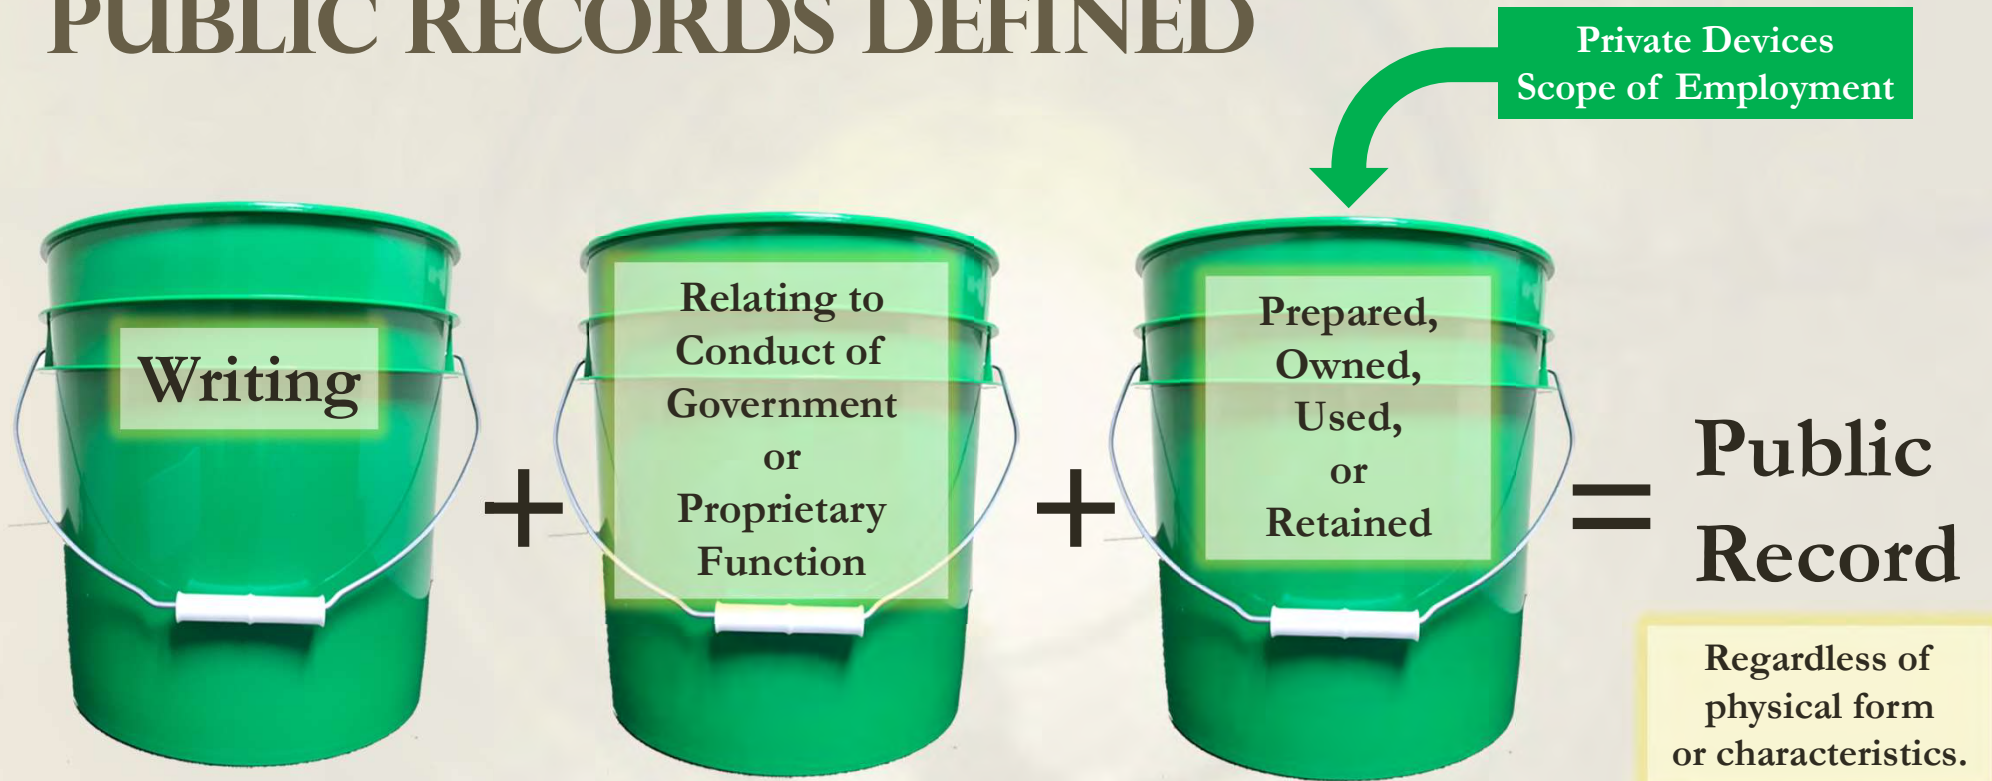 PUBLIC RECORDS DEFINED
Private Devices
Scope of Employment
Writing
+
Relating to
Conduct of
Government
or
Proprietary
Function
+
Prepared,
Owned,
Used,
or
Retained
=
Public
Record
Regardless of
physical form
or characteristics.